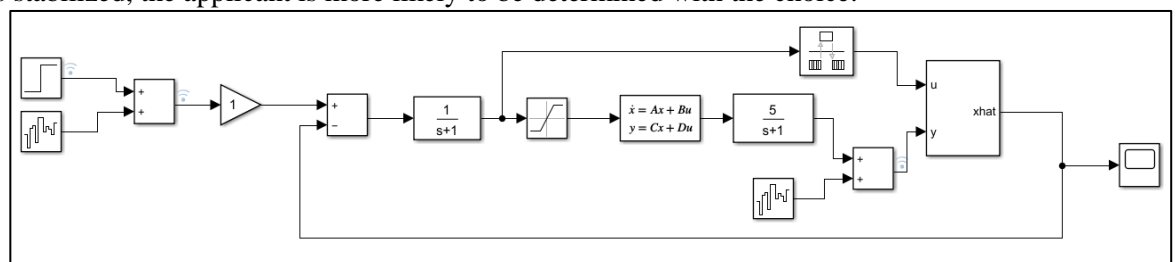 stabilized, the applicant is more likely to be determined with the choice.
+
+
1
+
−
1
s+1
ẋ = Ax + Bu
y = Cx + Du
5
s+1
+
+
u
y
xhat